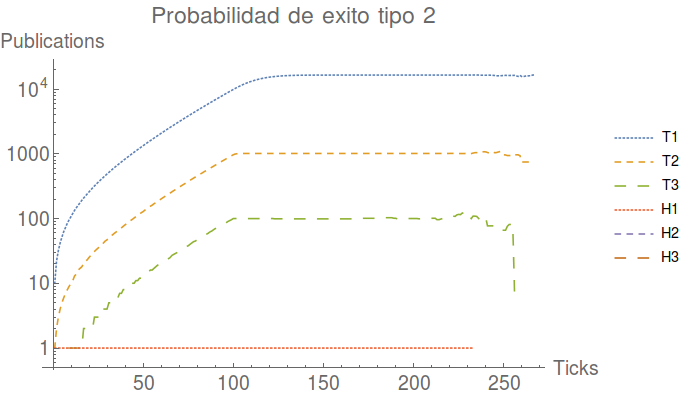 Probabilidad de exito tipo 2
Publications
10^4
1000
100
10
1
50
100
150
200
250
Ticks
T1
T2
T3
H1
H2
H3